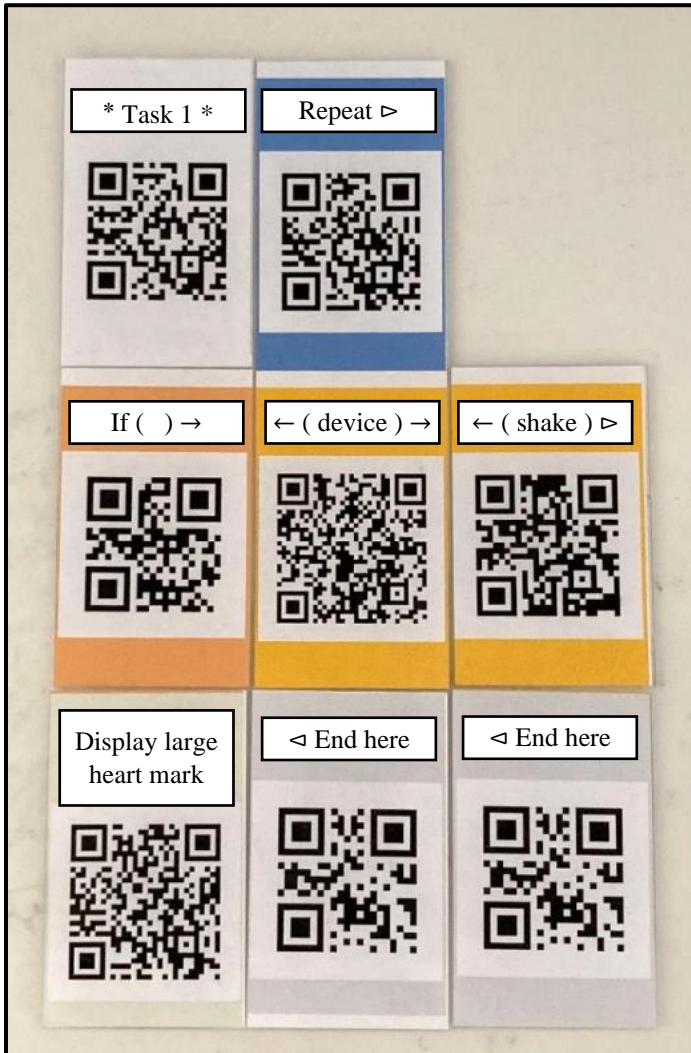 * Task 1 *
Repeat ⊳
If (   ) →
← ( device ) →
← ( shake ) ⊳
Display large
heart mark
⊲ End here
⊲ End here